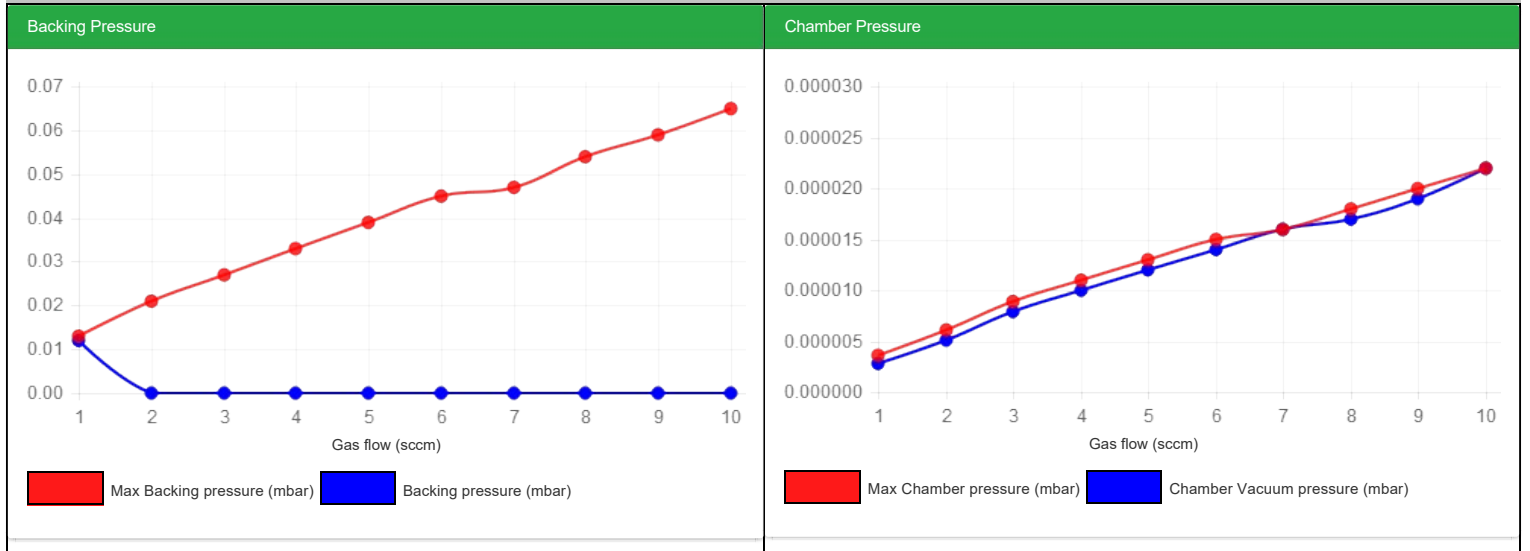 Backing Pressure
0.07
0.06
0.05
0.04
0.03
0.02
0.01
0.00
1 2 3 4 5 6 7 8 9 10
Gas flow (sccm)
Max Backing pressure (mbar) Backing pressure (mbar)
Chamber Pressure
0.000030
0.000025
0.000020
0.000015
0.000010
0.000005
0.000000
1 2 3 4 5 6 7 8 9 10
Gas flow (sccm)
Max Chamber pressure (mbar) Chamber Vacuum pressure (mbar)